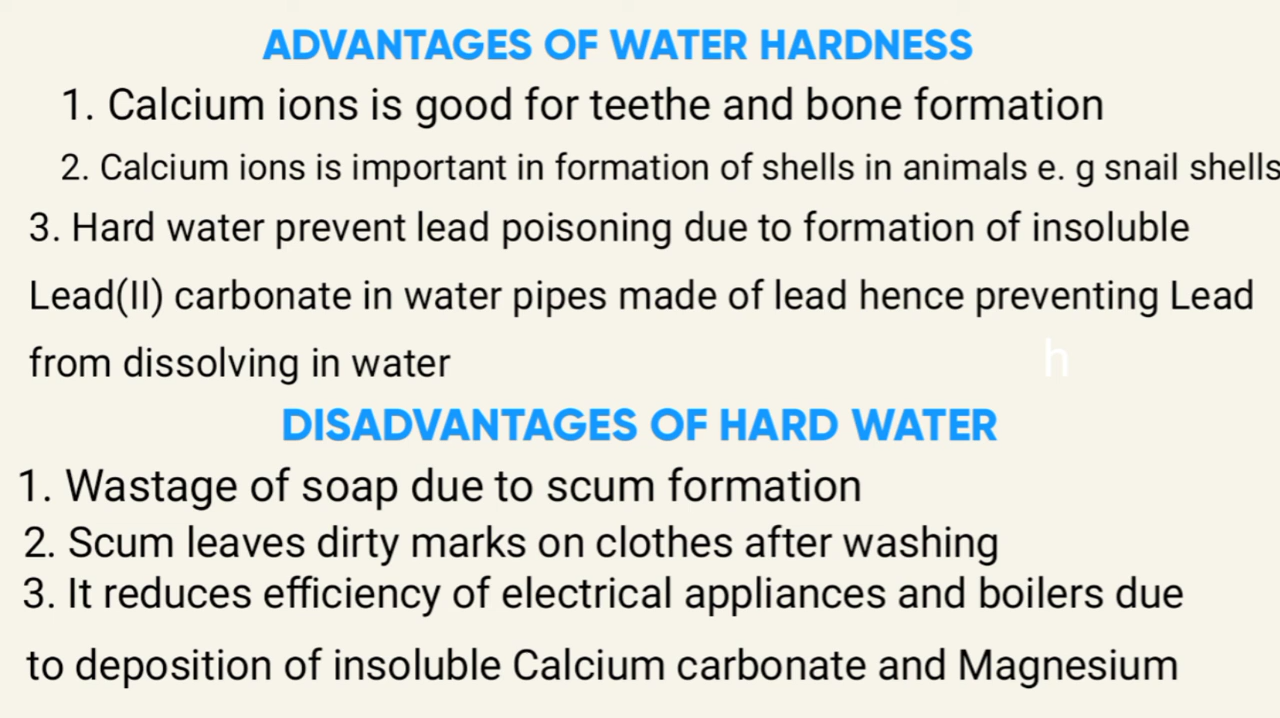 ADVANTAGES OF WATER HARDNESS
1. Calcium ions is good for teethe and bone formation
2. Calcium ions is important in formation of shells in animals e. g snail shells
3. Hard water prevent lead poisoning due to formation of insoluble
Lead(II) carbonate in water pipes made of lead hence preventing Lead
from dissolving in water
h
DISADVANTAGES OF HARD WATER
1. Wastage of soap due to scum formation
2. Scum leaves dirty marks on clothes after washing
3. It reduces efficiency of electrical appliances and boilers due
to deposition of insoluble Calcium carbonate and Magnesium